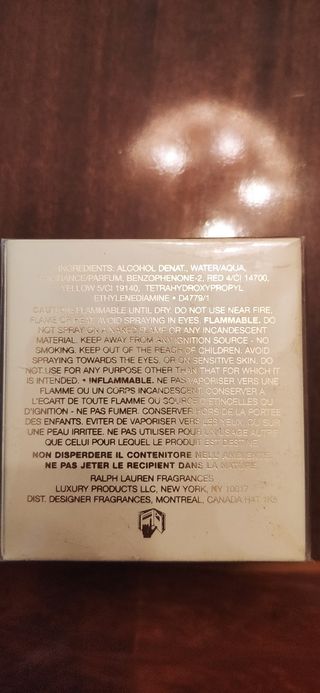 INGREDIENTS: ALCOHOL DENAT., WATER/AQUA,
FRAGRANCE/PARFUM, BENZOPHENONE-2, RED 4/CI 14700,
YELLOW 5/CI 19140, TETRAHYDROXYPROPYL
ETHYLENEDIAMINE • D4779/1
CAUTION: FLAMMABLE UNTIL DRY. DO NOT USE NEAR FIRE,
FLAME OR HEAT. AVOID SPRAYING IN EYES. FLAMMABLE. DO
NOT SPRAY ON A NAKED FLAME OR ANY INCANDESCENT
MATERIAL. KEEP AWAY FROM ANY IGNITION SOURCE - NO
SMOKING. KEEP OUT OF THE REACH OF CHILDREN. AVOID
SPRAYING TOWARDS THE EYES, OR ON SENSITIVE SKIN. DO
NOT USE FOR ANY PURPOSE OTHER THAN THAT FOR WHICH IT
IS INTENDED. • INFLAMMABLE. NE PAS VAPORISER VERS UNE
FLAMME OU UN CORPS INCANDESCENT. CONSERVER A
L'ECART DE TOUTE FLAMME OU SOURCE D'ETINCELLES OU
D'IGNITION - NE PAS FUMER. CONSERVER HORS DE LA PORTEE
DES ENFANTS. EVITER DE VAPORISER VERS LES YEUX OU SUR
UNE PEAU IRRITEE. NE PAS UTILISER POUR UN USAGE AUTRE
QUE CELUI POUR LEQUEL LE PRODUIT EST DESTINE.
NON DISPERDERE IL CONTENITORE NELL' AMBIENTE.
NE PAS JETER LE RECIPIENT DANS LA NATURE.
RALPH LAUREN FRAGRANCES
LUXURY PRODUCTS LLC, NEW YORK, NY 10017
DIST. DESIGNER FRAGRANCES, MONTREAL, CANADA H4T 1K5